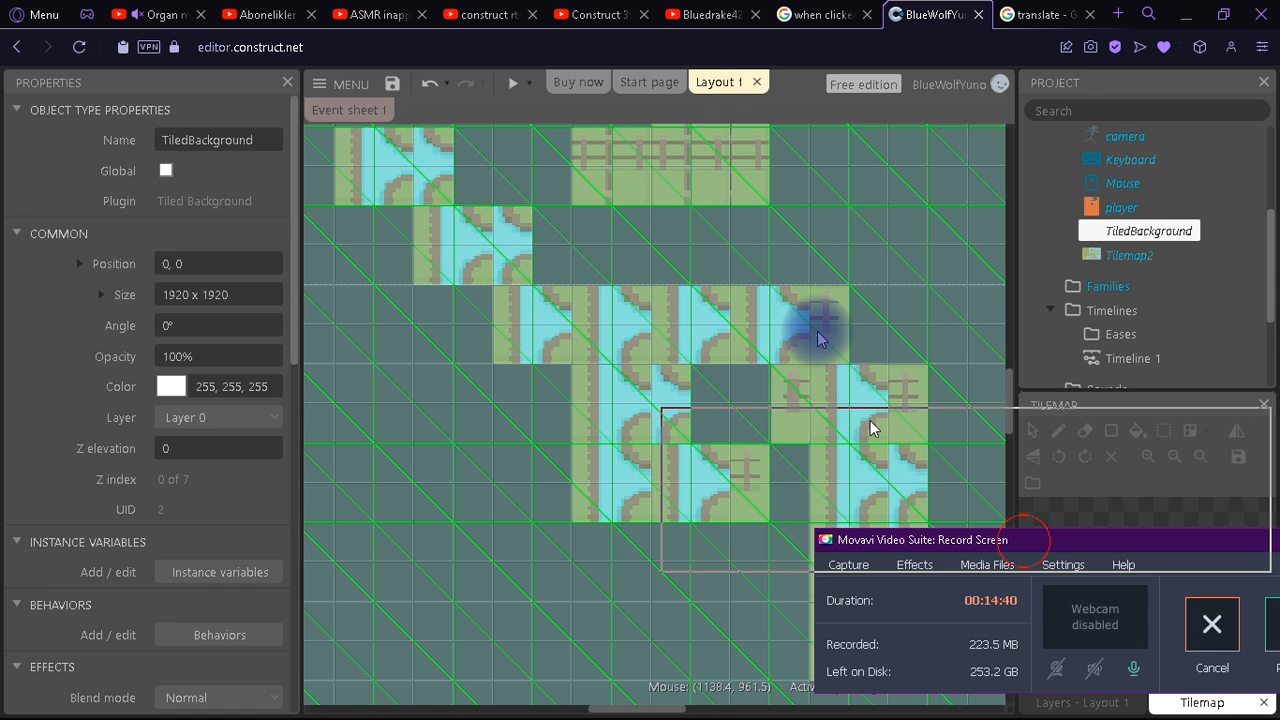 Menu
Organ m
Abonelikler
ASMR inapp
construct rts
Construct 3:
Bluedrake42
when clicke
BlueWolfYuno
translate - G
VPN
editor.construct.net
PROPERTIES
MENU
Buy now
Start page
Layout 1
Free edition
BlueWolfYuno
PROJECT
Event sheet 1
Search
OBJECT TYPE PROPERTIES
Name
TiledBackground
Global
Plugin
Tiled Background
COMMON
Position
0, 0
Size
1920 x 1920
Angle
0°
Opacity
100%
Color
255, 255, 255
Layer
Layer 0
Z elevation
0
Z index
0 of 7
UID
2
INSTANCE VARIABLES
Add / edit
Instance variables
BEHAVIORS
Add / edit
Behaviors
EFFECTS
Blend mode
Normal
camera
Keyboard
Mouse
player
TiledBackground
Tilemap2
Families
Timelines
Eases
Timeline 1
TILEMAP
Mouse: (1138.4, 961.5)
Movavi Video Suite: Record Screen
Capture
Effects
Media Files
Settings
Help
Duration:
00:14:40
Webcam
disabled
Recorded:
223.5 MB
Left on Disk:
253.2 GB
Cancel
Layers - Layout 1
Tilemap